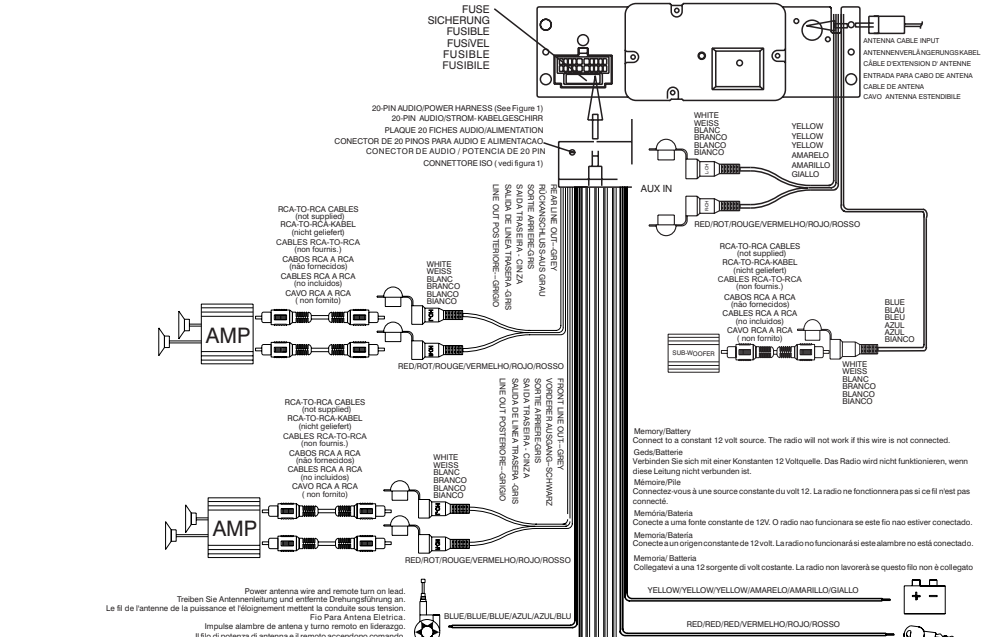 FUSE
SICHERUNG
FUSIBLE
FUSíVEL
FUSIBLE
FUSIBILE
ANTENNA CABLE INPUT
ANTENNENVERLÄNGERUNGSKABEL
CÂBLE D'EXTENSION D' ANTENNE
ENTRADA PARA CABO DE ANTENA
CABLE DE ANTENA
CAVO ANTENNA ESTENDIBILE
20-PIN AUDIO/POWER HARNESS (See Figure 1)
20-PIN AUDIO/STROM-KABELGESCHIRR
PLAQUE 20 FICHES AUDIO/ALIMENTATION
CONECTOR DE 20 PINOS PARA AUDIO E ALIMENTACAO
CONECTOR DE AUDIO / POTENCIA DE 20 PIN
CONNETTORE ISO ( vedi figura 1)
WHITE
WEISS
BLANC
BRANCO
BLANCO
BIANCO
YELLOW
YELLOW
YELLOW
AMARELO
AMARILLO
GIALLO
L-CH
AUX IN
R-CH
RED/ROT/ROUGE/VERMELHO/ROJO/ROSSO
REAR LINE OUT--GREY
RÜCKANSCHLUSS-AUS GRAU
SORTIE ARRIERE-GRIS
SAIDA TRASEIRA - CINZA
SALIDA DE LINEA TRASERA -GRIS
LINE OUT POSTERIORE--GRIGIO
RCA-TO-RCA CABLES
(not supplied)
RCA-TO-RCA-KABEL
(nicht geliefert)
CABLES RCA-TO-RCA
(non fournis.)
CABOS RCA A RCA
(não fornecidos)
CABLES RCA A RCA
(no incluidos)
CAVO RCA A RCA
( non fornito)
WHITE
WEISS
BLANC
BRANCO
BLANCO
BIANCO
AMP
RED/ROT/ROUGE/VERMELHO/ROJO/ROSSO
RCA-TO-RCA CABLES
(not supplied)
RCA-TO-RCA-KABEL
(nicht geliefert)
CABLES RCA-TO-RCA
(non fournis.)
CABOS RCA A RCA
(não fornecidos)
CABLES RCA A RCA
(no incluidos)
CAVO RCA A RCA
( non fornito)
BLUE
BLAU
BLEU
AZUL
AZUL
BIANCO
SUB-WOOFER
WHITE
WEISS
BLANC
BRANCO
BLANCO
BIANCO
FRONT LINE OUT--GREY
VORDERER AUSGANG--SCHWARZ
SORTIE ARRIERE-GRIS
SAIDA TRASEIRA - CINZA
SALIDA DE LINEA TRASERA -GRIS
LINE OUT POSTERIORE--GRIGIO
RCA-TO-RCA CABLES
(not supplied)
RCA-TO-RCA-KABEL
(nicht geliefert)
CABLES RCA-TO-RCA
(non fournis.)
CABOS RCA A RCA
(não fornecidos)
CABLES RCA A RCA
(no incluidos)
CAVO RCA A RCA
( non fornito)
WHITE
WEISS
BLANC
BRANCO
BLANCO
BIANCO
AMP
RED/ROT/ROUGE/VERMELHO/ROJO/ROSSO
Memory/Battery
Connect to a constant 12 volt source. The radio will not work if this wire is not connected.
Geds/Batterie
Verbinden Sie sich mit einer Konstanten 12 Voltquelle. Das Radio wird nicht funktionieren, wenn
diese Leitung nicht verbunden ist.
Mémoire/Pile
Connectez-vous à une source constante du volt 12. La radio ne fonctionnera pas si ce fil n'est pas
connecté.
Memória/Bateria
Conecte a uma fonte constante de 12V. O radio nao funcionara se este fio nao estiver conectado.
Memoria/Bateria
Conecte a un origen constante de 12 volt. La radio no funcionará si este alambre no está conectado.
Memoria/ Batteria
Collegatevi a una 12 sorgente di volt costante. La radio non lavorerà se questo filo non è collegato
YELLOW/YELLOW/YELLOW/AMARELO/AMARILLO/GIALLO
RED/RED/RED/VERMELHO/ROJO/ROSSO
Power antenna wire and remote turn on lead.
Treiben Sie Antennenleitung und entfernte Drehungsführung an.
Le fil de l'antenne de la puissance et l'éloignement mettent la conduite sous tension.
Fio Para Antena Eletrica.
Impulse alambre de antena y turno remoto en liderazgo.
Il filo di potenza di antenna e il remoto accendono comando.
BLUE/BLUE/BLUE/AZUL/AZUL/BLU